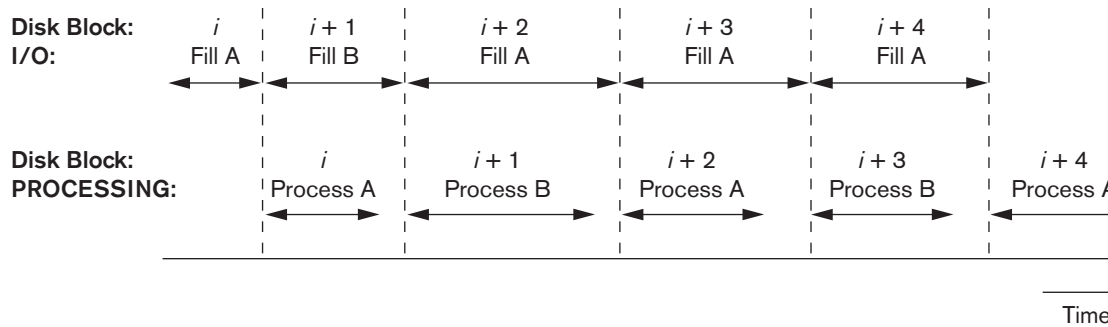 Disk Block: i i + 1 i + 2 i + 3 i + 4
I/O: Fill A Fill B Fill A Fill A Fill A
Disk Block: i i + 1 i + 2 i + 3 i + 4
PROCESSING: Process A Process B Process A Process B Process A
Time